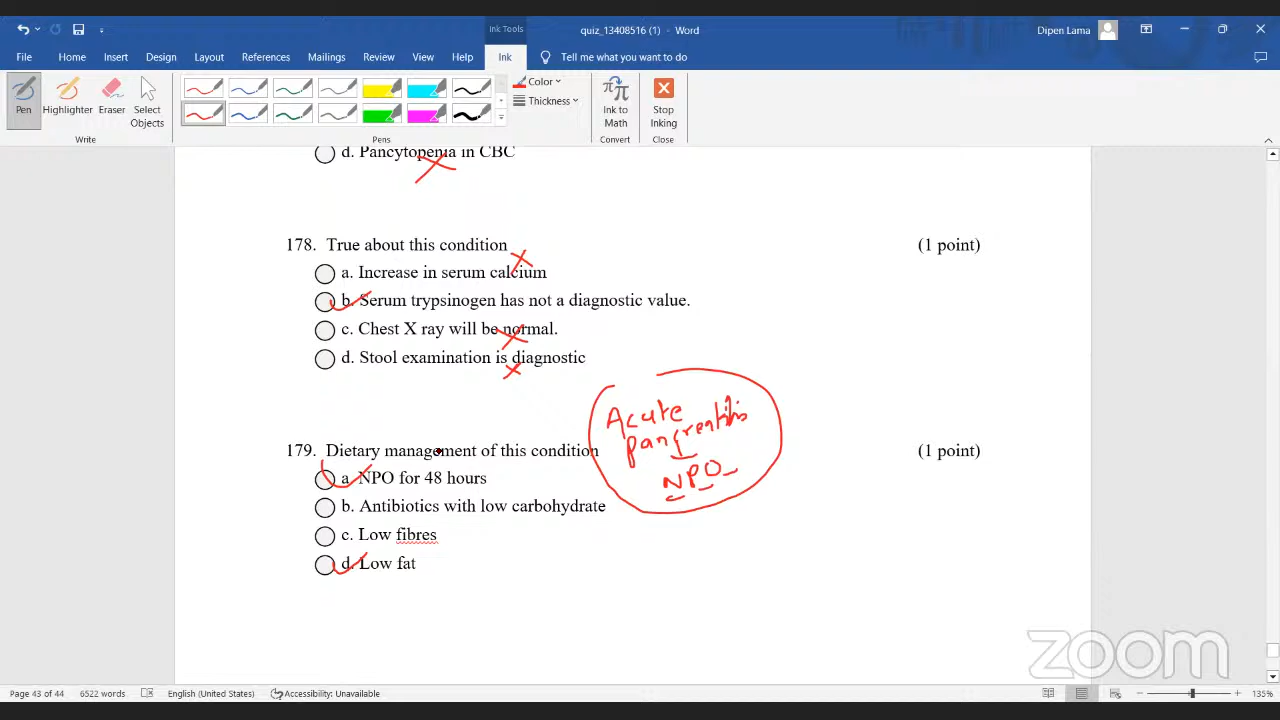 Ink Tools
quiz_13408516 (1) - Word
Dipen Lama
File Home Insert Design Layout References Mailings Review View Help Ink Tell me what you want to do
Pen Highlighter Eraser Select Objects
Color
Thickness
Ink to Math
Stop Inking
Write Pens Convert Close
d. Pancytopenia in CBC
178. True about this condition (1 point)
a. Increase in serum calcium
b. Serum trypsinogen has not a diagnostic value.
c. Chest X ray will be normal.
d. Stool examination is diagnostic
Acute
179. Dietary management of this condition (1 point)
a. NPO for 48 hours
NPO
b. Antibiotics with low carbohydrate
c. Low fibres
d. Low fat
zoom
Page 43 of 44 6522 words English (United States) Accessibility: Unavailable 135%